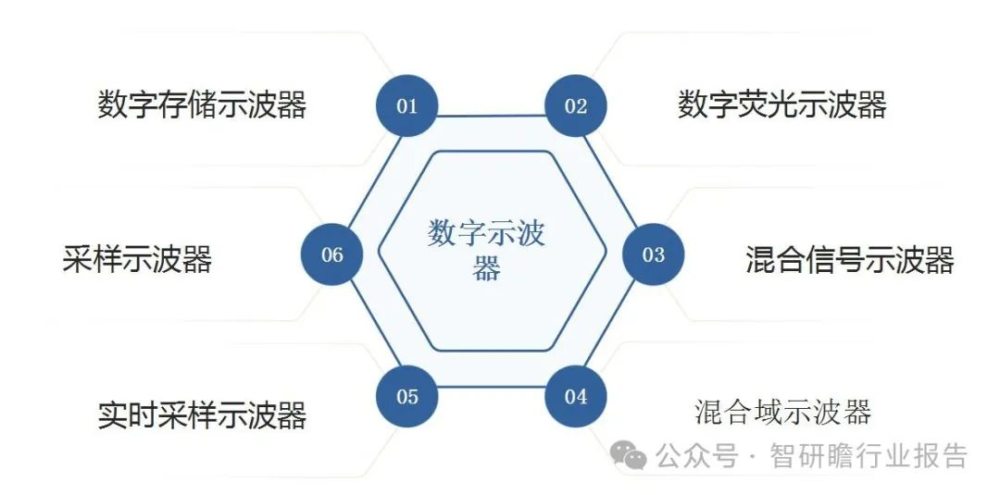 数字存储示波器
01
02
数字荧光示波器
采样示波器
06
数字示波
器
03
混合信号示波器
实时采样示波器
05
04
混合域示波器
公众号·智研瞻行业报告